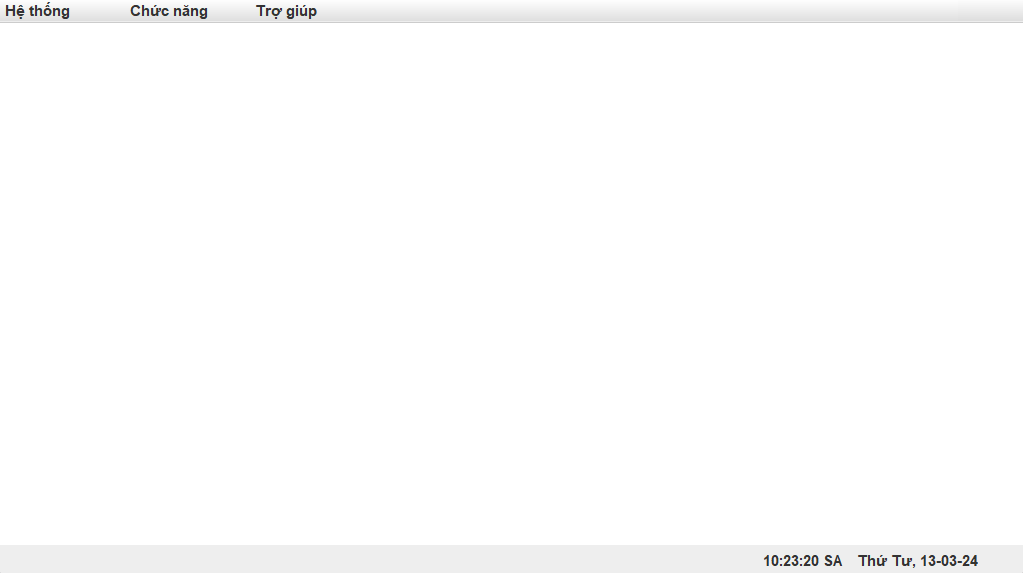 Hệ thống Chức năng Trợ giúp
10:23:20 SA Thứ Tư, 13-03-24